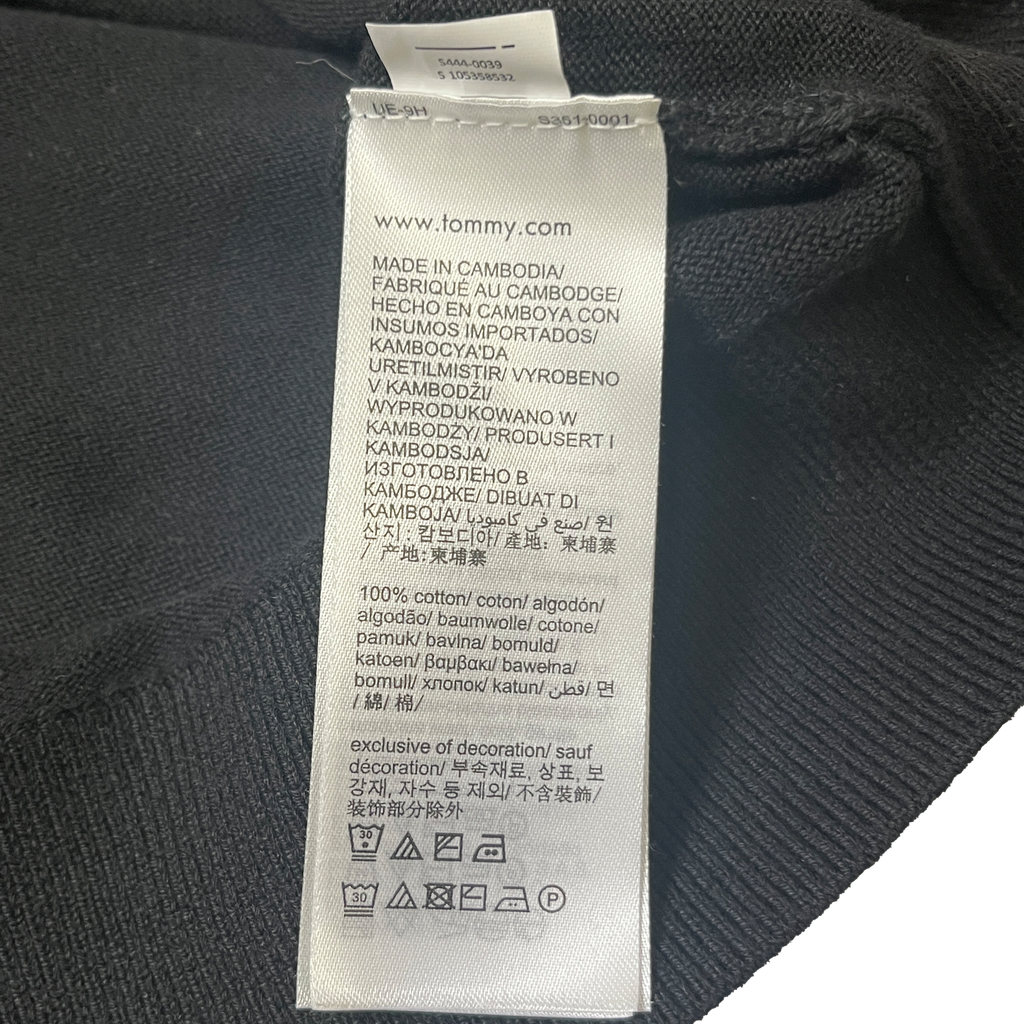 S444-0039
S 105358532
UE-9H S361-0001
www.tommy.com
MADE IN CAMBODIA/
FABRIQUÉ AU CAMBODGE/
HECHO EN CAMBOYA CON
INSUMOS IMPORTADOS/
KAMBOCYA'DA
ÜRETILMISTIR/ VYROBENO
V KAMBODŽI/
WYPRODUKOWANO W
KAMBODZY/ PRODUSERT I
KAMBODSJA/
ИЗГОТОВЛЕНО В
КАМБОДЖЕ/ DIBUAT DI
KAMBOJA/ صنع في كامبوديا/ 원
산지 : 캄보디아/ 產地: 柬埔寨
/ 产地:柬埔寨
100% cotton/ coton/ algodón/
algodão/ baumwolle/ cotone/
pamuk/ bavlna/ bomuld/
katoen/ βαμβακι/ bawełna/
bomull/ хлопок/ katun/ قطن/ 면
/ 綿/ 棉/
exclusive of decoration/ sauf
décoration/ 부속재료, 상표, 보
강재, 자수 등 제외/ 不含裝飾/
装饰部分除外
30
30 P